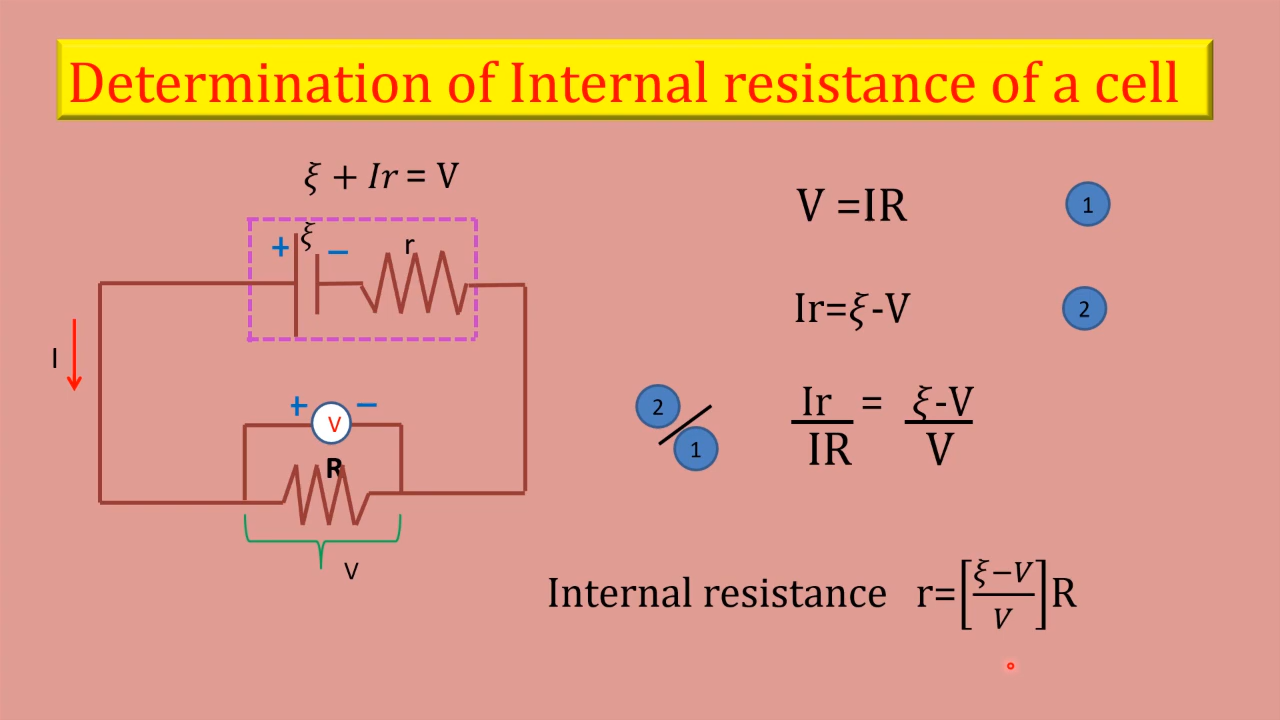 Determination of Internal resistance of a cell
ξ + Ir = V
+ ξ − r
I
+ −
V
R
V
V =IR 1
Ir=ξ-V 2
2/1 Ir/IR = ξ-V/V
Internal resistance r=[ξ−V/V]R